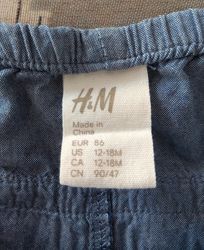 H&M
Made in
China
EUR 86
US 12-18M
CA 12-18M
CN 90/47